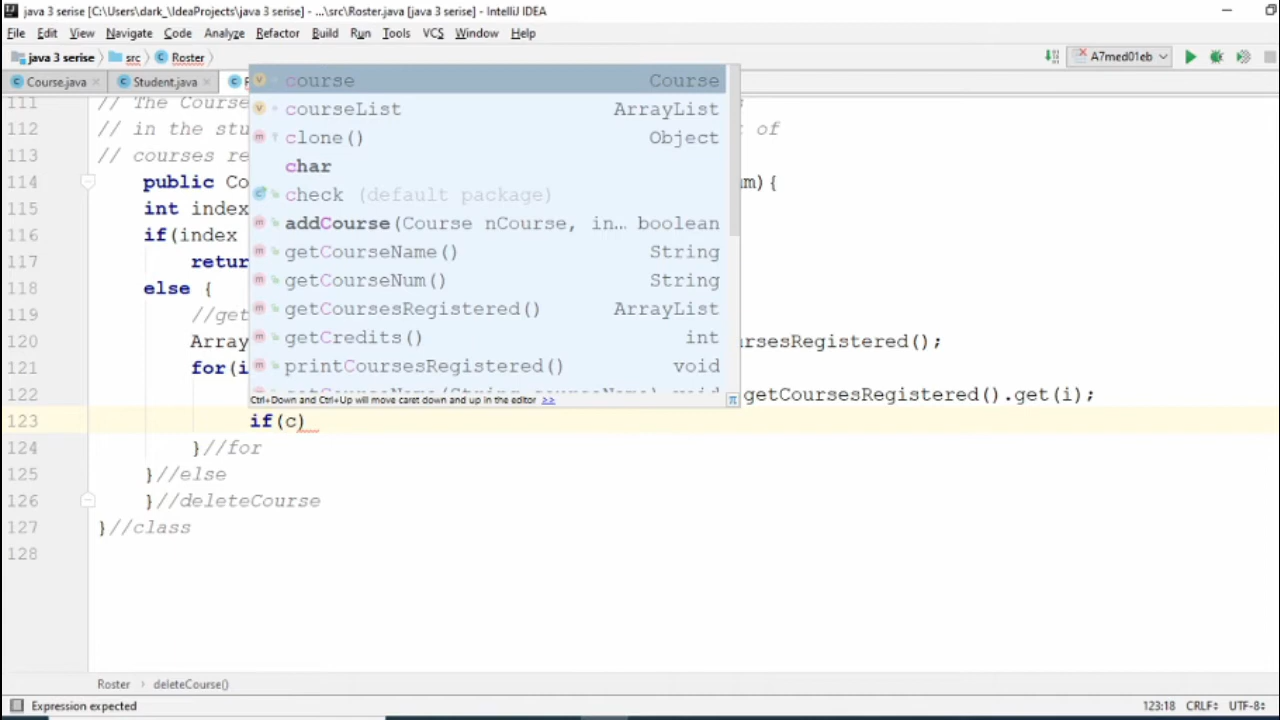 java 3 serise [C:\Users\dark_\IdeaProjects\java 3 serise] - ...\src\Roster.java [java 3 serise] - IntelliJ IDEA
File Edit View Navigate Code Analyze Refactor Build Run Tools VCS Window Help
java 3 serise src Roster A7med01eb
Course.java Student.java
course Course
courseList ArrayList
clone() Object
char
check (default package)
addCourse(Course nCourse, in... boolean
getCourseName() String
getCourseNum() String
getCoursesRegistered() ArrayList
getCredits() int
printCoursesRegistered() void
Ctrl+Down and Ctrl+Up will move caret down and up in the editor >>
111 // The Cours
112 // in the stu of
113 // courses re
114 public Co m){
115 int index
116 if(index
117 retur
118 else {
119 //get
120 Array rsesRegistered();
121 for(i
122 getCoursesRegistered().get(i);
123 if(c)
124 }//for
125 }//else
126 }//deleteCourse
127 }//class
128
Roster deleteCourse()
Expression expected 123:18 CRLF UTF-8